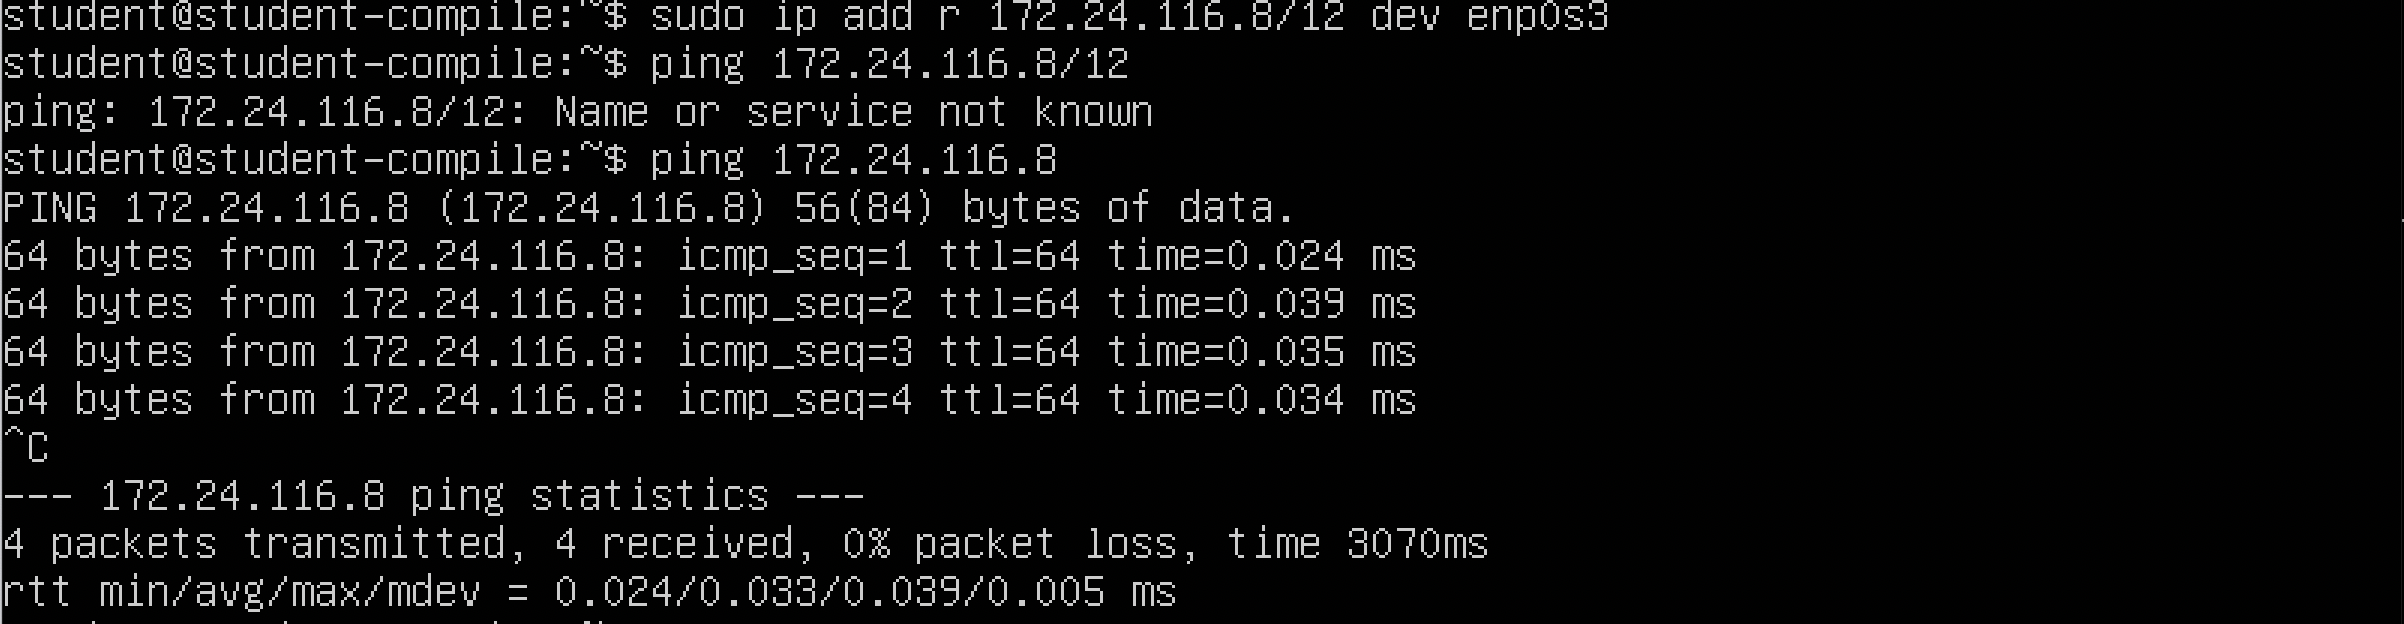 student@student-compile:~$ sudo ip add r 172.24.116.8/12 dev enp0s3
student@student-compile:~$ ping 172.24.116.8/12
ping: 172.24.116.8/12: Name or service not known
student@student-compile:~$ ping 172.24.116.8
PING 172.24.116.8 (172.24.116.8) 56(84) bytes of data.
64 bytes from 172.24.116.8: icmp_seq=1 ttl=64 time=0.024 ms
64 bytes from 172.24.116.8: icmp_seq=2 ttl=64 time=0.039 ms
64 bytes from 172.24.116.8: icmp_seq=3 ttl=64 time=0.035 ms
64 bytes from 172.24.116.8: icmp_seq=4 ttl=64 time=0.034 ms
^C
--- 172.24.116.8 ping statistics ---
4 packets transmitted, 4 received, 0% packet loss, time 3070ms
rtt min/avg/max/mdev = 0.024/0.033/0.039/0.005 ms